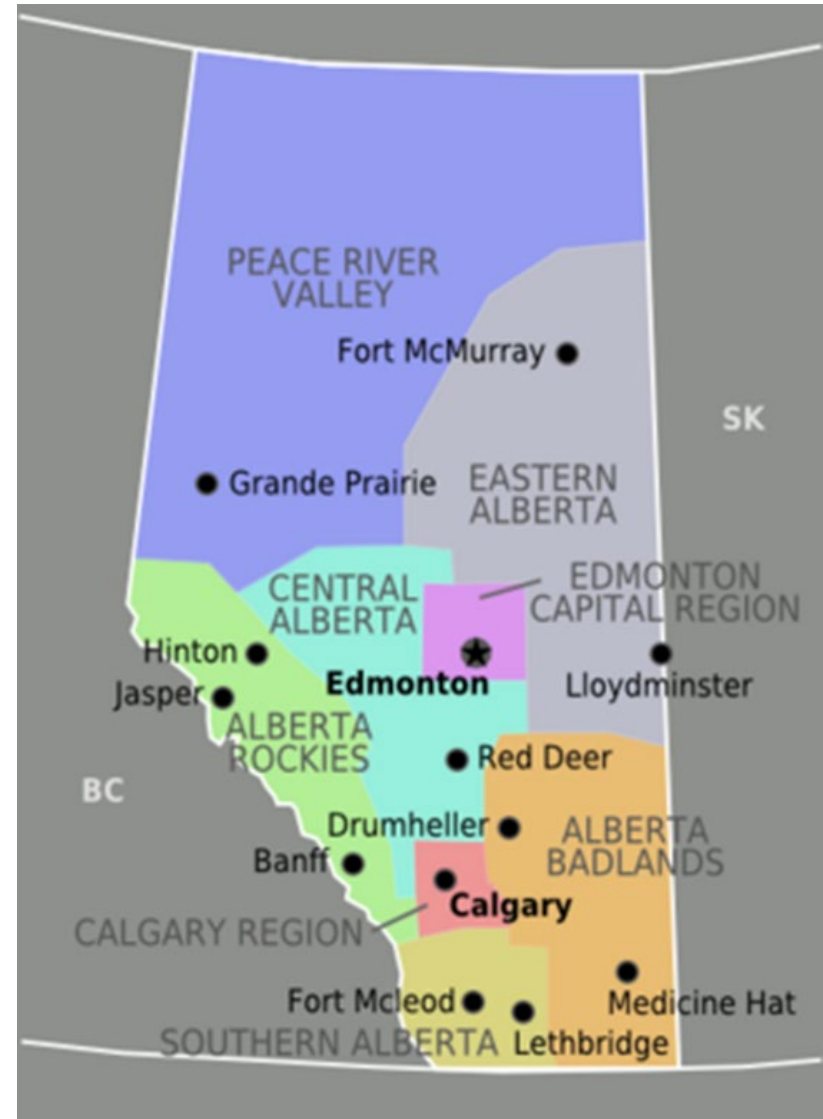 PEACE RIVER
VALLEY
Fort McMurray
SK
Grande Prairie
EASTERN
ALBERTA
EDMONTON
CAPITAL REGION
CENTRAL
ALBERTA
Hinton
Jasper
Edmonton
Lloydminster
ALBERTA
ROCKIES
Red Deer
BC
Drumheller
ALBERTA
BADLANDS
Banff
Calgary
CALGARY REGION
Fort Mcleod
Medicine Hat
SOUTHERN ALBERTA
Lethbridge